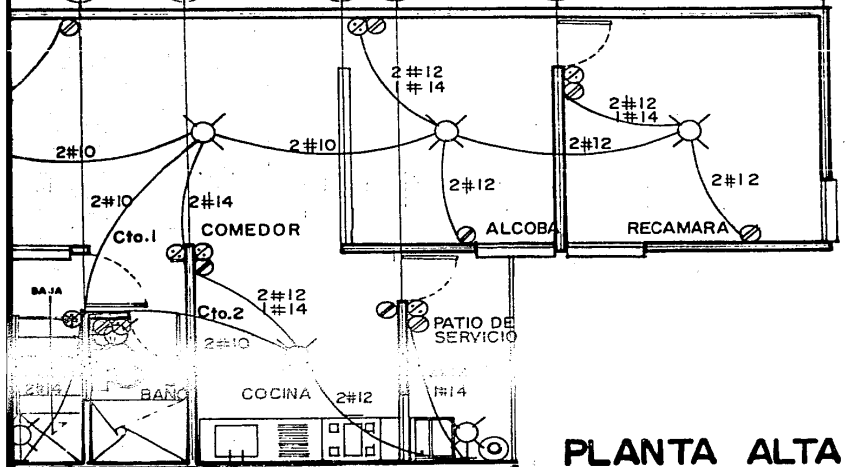 2#12
1#14
2#12
1#14
2#10
2#10
2#12
2#10
2#14
2#12
2#12
Cto.1
COMEDOR
ALCOBA
RECAMARA
BAJA
2#12
1#14
Cto.2
2#10
PATIO DE
SERVICIO
2#14
BAÑO
COCINA
2#12
1#14
PLANTA ALTA